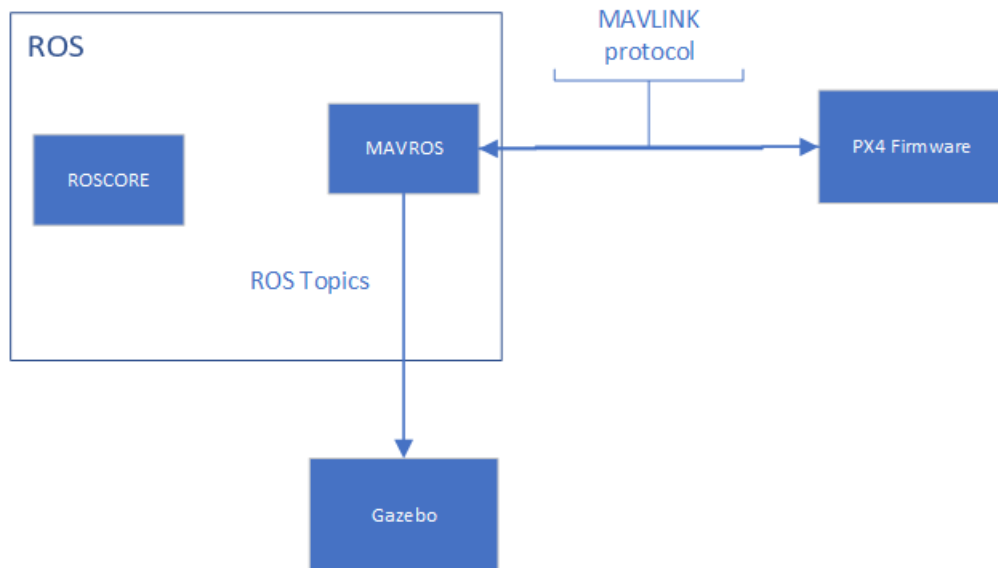 MAVLINK
protocol
ROS
MAVROS
PX4 Firmware
ROSCORE
ROS Topics
Gazebo